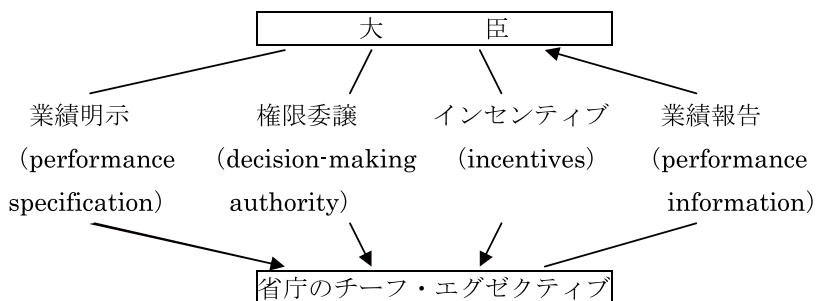 大　臣
業績明示　権限委譲　インセンティブ　業績報告
（performance　（decision-making　（incentives）　（performance
specification）　authority）　information）
省庁のチーフ・エグゼクティブ